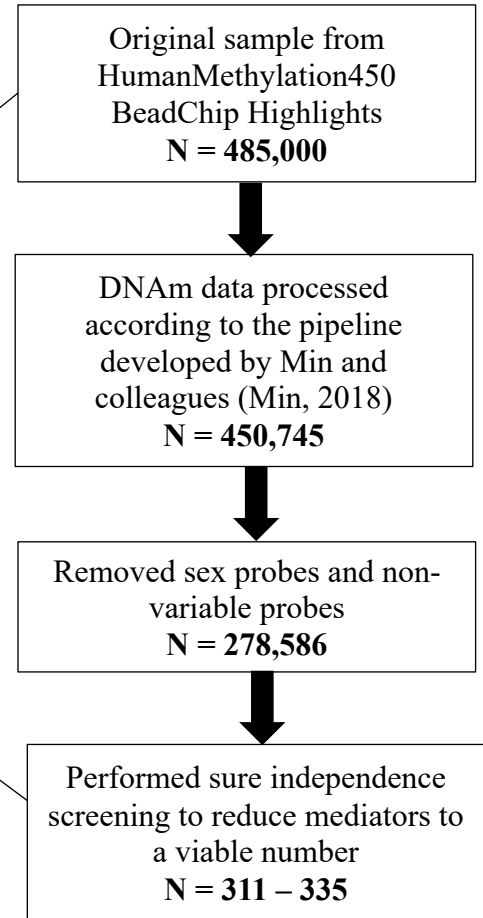 Original sample from
HumanMethylation450
BeadChip Highlights
N = 485,000
DNAm data processed
according to the pipeline
developed by Min and
colleagues (Min, 2018)
N = 450,745
Removed sex probes and non-
variable probes
N = 278,586
Performed sure independence
screening to reduce mediators to
a viable number
N = 311 – 335